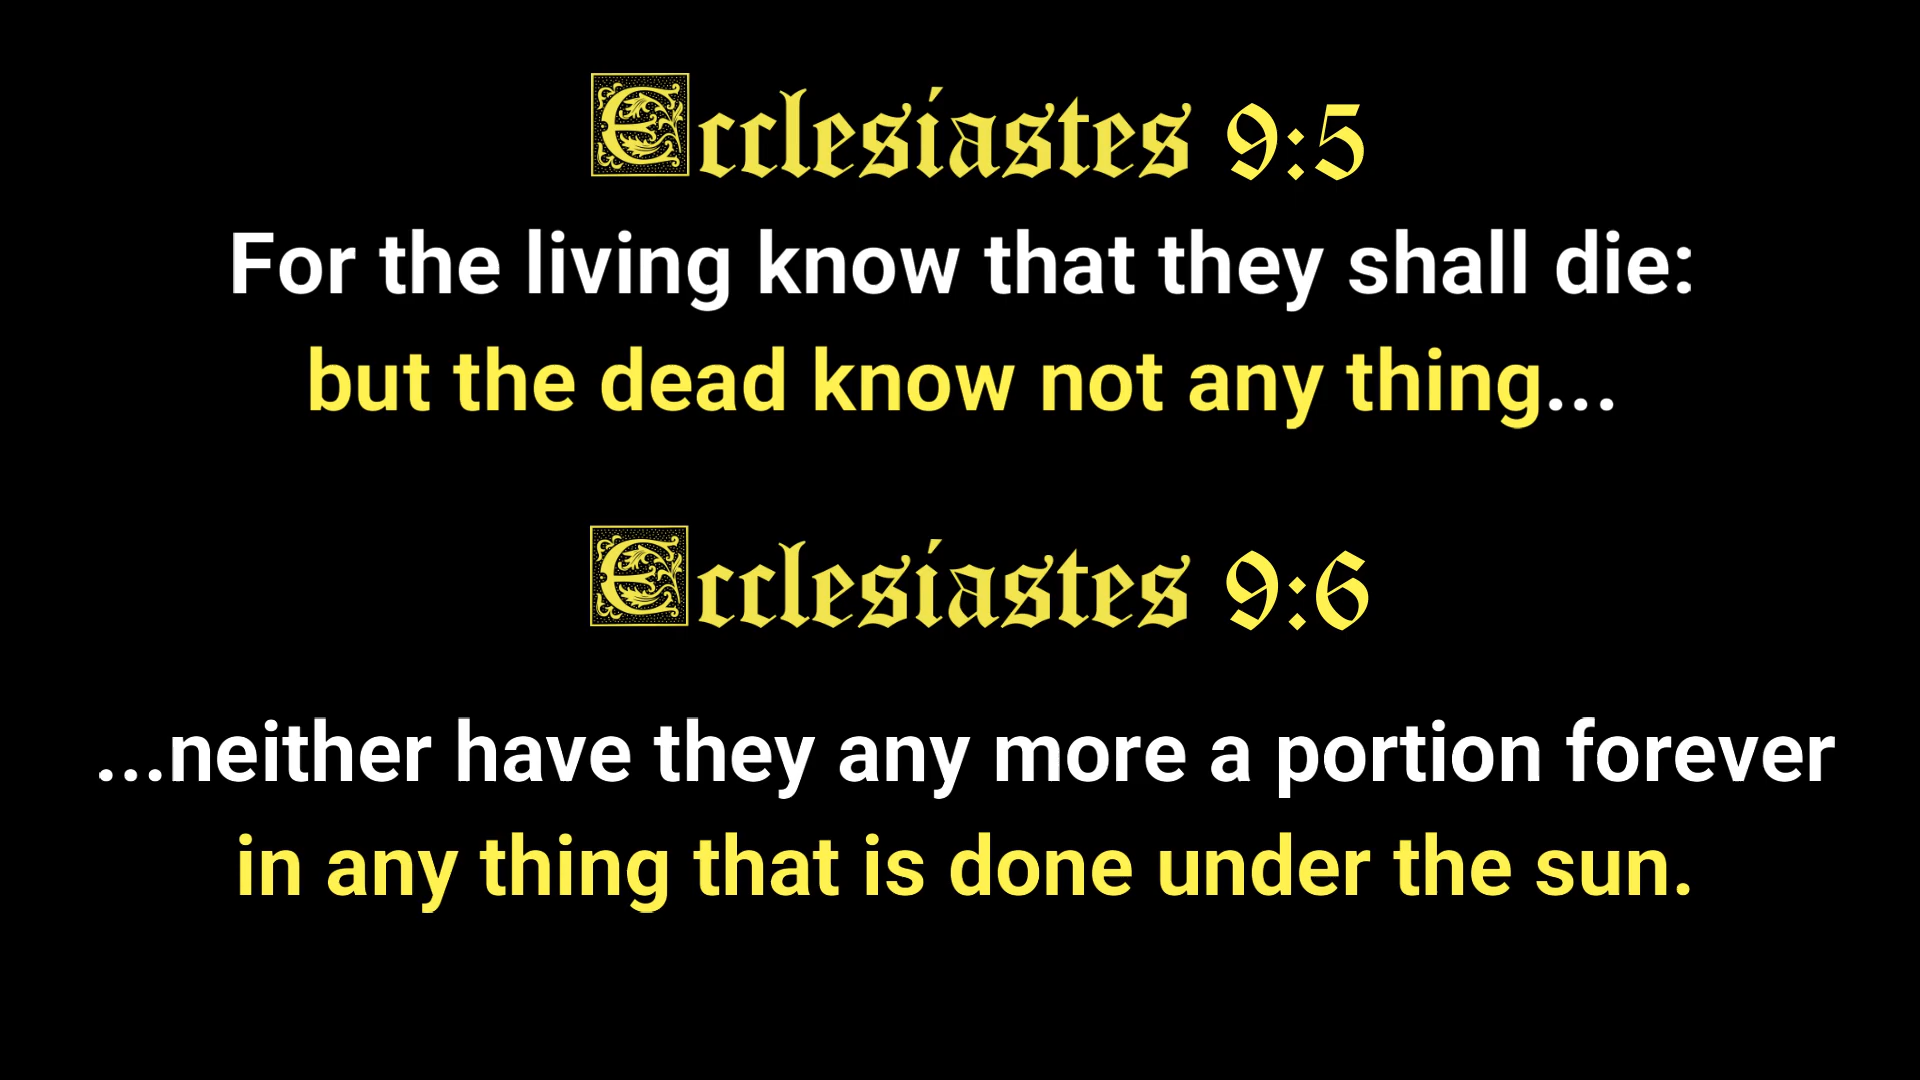 Ecclesiastes 9:5
For the living know that they shall die:
but the dead know not any thing...
Ecclesiastes 9:6
...neither have they any more a portion forever
in any thing that is done under the sun.